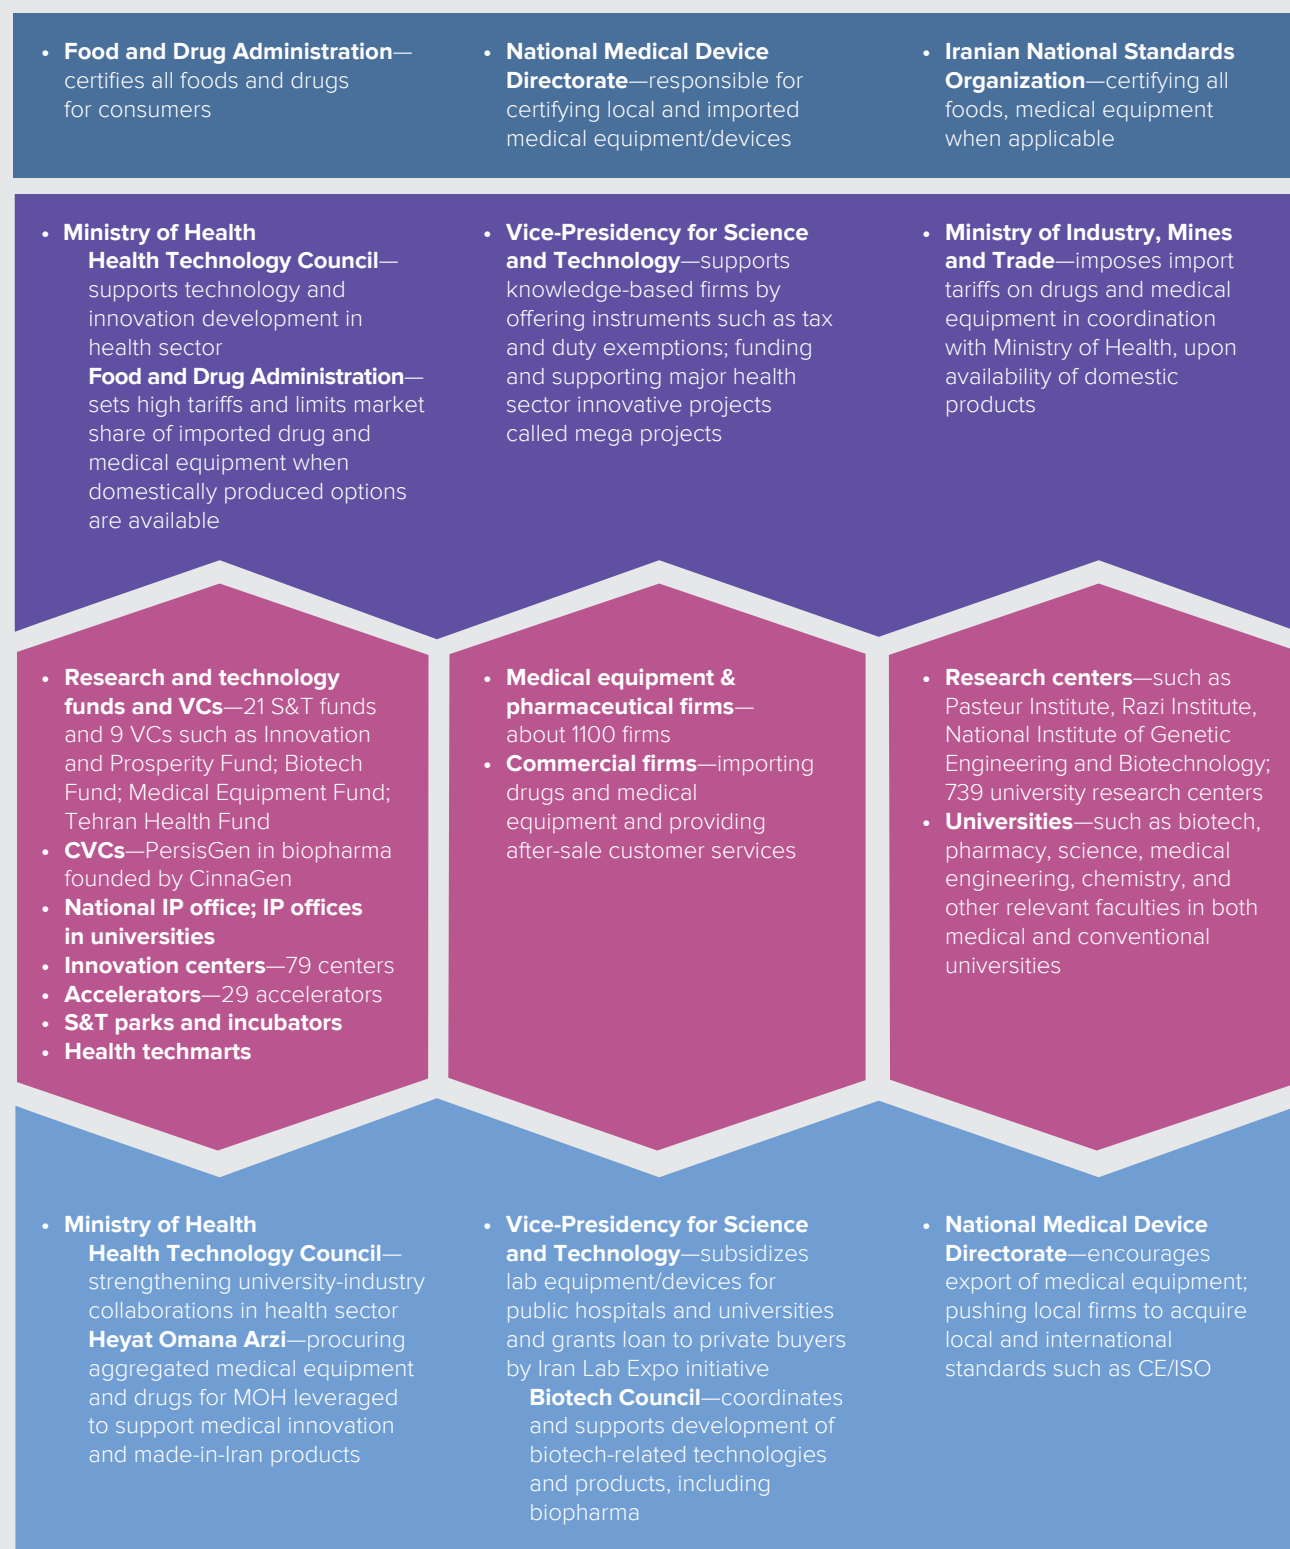 • Food and Drug Administration—
certifies all foods and drugs
for consumers
• National Medical Device
Directorate—responsible for
certifying local and imported
medical equipment/devices
• Iranian National Standards
Organization—certifying all
foods, medical equipment
when applicable
• Ministry of Health
Health Technology Council—
supports technology and
innovation development in
health sector
Food and Drug Administration—
sets high tariffs and limits market
share of imported drug and
medical equipment when
domestically produced options
are available
• Vice-Presidency for Science
and Technology—supports
knowledge-based firms by
offering instruments such as tax
and duty exemptions; funding
and supporting major health
sector innovative projects
called mega projects
• Ministry of Industry, Mines
and Trade—imposes import
tariffs on drugs and medical
equipment in coordination
with Ministry of Health, upon
availability of domestic
products
• Research and technology
funds and VCs—21 S&T funds
and 9 VCs such as Innovation
and Prosperity Fund; Biotech
Fund; Medical Equipment Fund;
Tehran Health Fund
• CVCs—PersisGen in biopharma
founded by CinnaGen
• National IP office; IP offices
in universities
• Innovation centers—79 centers
• Accelerators—29 accelerators
• S&T parks and incubators
• Health techmarts
• Medical equipment &
pharmaceutical firms—
about 1100 firms
• Commercial firms—importing
drugs and medical
equipment and providing
after-sale customer services
• Research centers—such as
Pasteur Institute, Razi Institute,
National Institute of Genetic
Engineering and Biotechnology;
739 university research centers
• Universities—such as biotech,
pharmacy, science, medical
engineering, chemistry, and
other relevant faculties in both
medical and conventional
universities
• Ministry of Health
Health Technology Council—
strengthening university-industry
collaborations in health sector
Heyat Omana Arzi—procuring
aggregated medical equipment
and drugs for MOH leveraged
to support medical innovation
and made-in-Iran products
• Vice-Presidency for Science
and Technology—subsidizes
lab equipment/devices for
public hospitals and universities
and grants loan to private buyers
by Iran Lab Expo initiative
Biotech Council—coordinates
and supports development of
biotech-related technologies
and products, including
biopharma
• National Medical Device
Directorate—encourages
export of medical equipment;
pushing local firms to acquire
local and international
standards such as CE/ISO